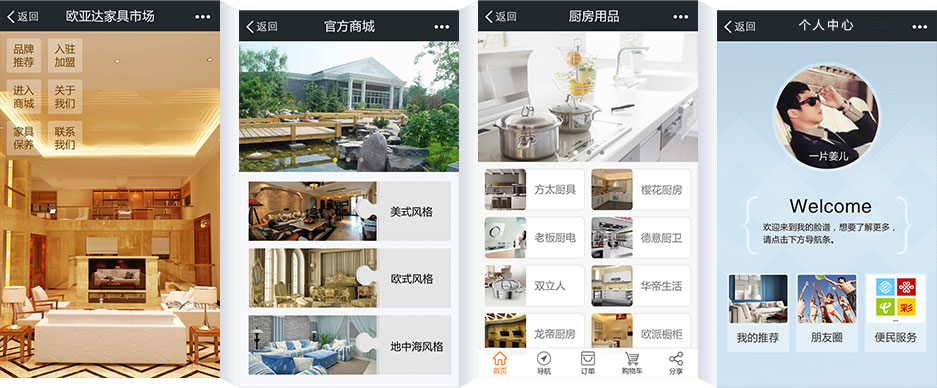 返回
欧亚达家具市场
品牌
推荐
入驻
加盟
进入
商城
关于
我们
家具
保养
联系
我们
返回
官方商城
美式风格
欧式风格
地中海风格
返回
厨房用品
方太厨具
樱花厨房
老板厨电
德意厨卫
双立人
华帝生活
龙帝厨房
欧派橱柜
首页
导航
订单
购物车
分享
返回
个人中心
一片姜儿
Welcome
欢迎来到我的脸谱，想要了解更多，
请点击下方导航条。
彩
我的推荐
朋友圈
便民服务